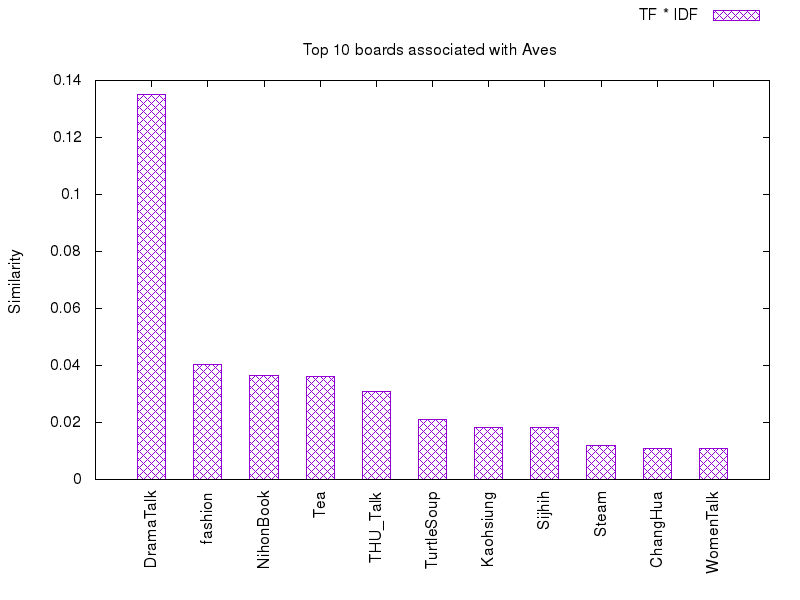 TF * IDF
Top 10 boards associated with Aves
Similarity
0.14
0.12
0.1
0.08
0.06
0.04
0.02
0
DramaTalk
fashion
NihonBook
Tea
THU_Talk
TurtleSoup
Kaohsiung
Sijhih
Steam
ChangHua
WomenTalk